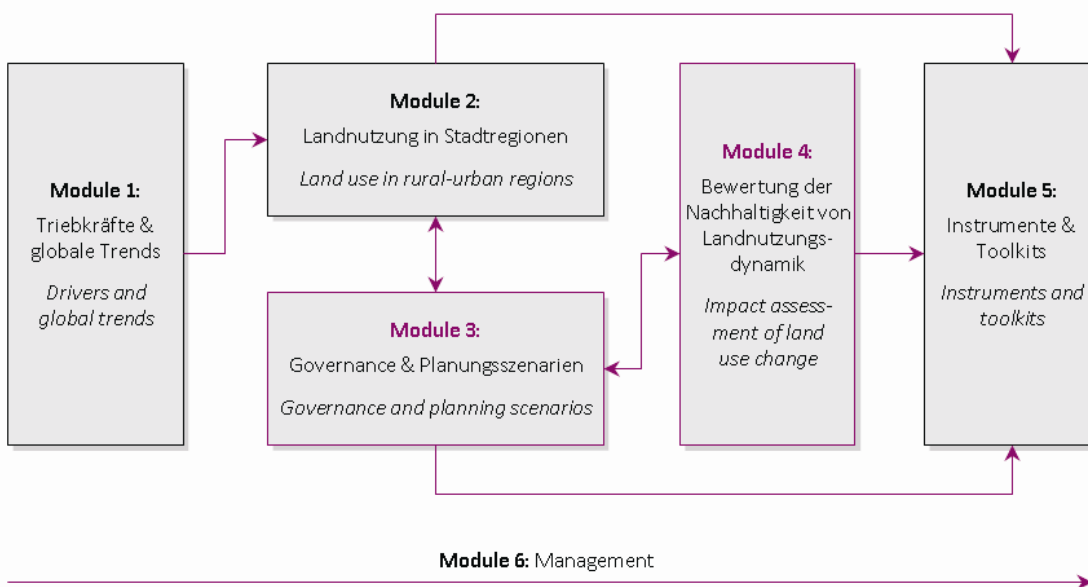 Module 1:
Triebkräfte &
globale Trends
Drivers and
global trends
Module 2:
Landnutzung in Stadtregionen
Land use in rural-urban regions
Module 3:
Governance & Planungsszenarien
Governance and planning scenarios
Module 4:
Bewertung der
Nachhaltigkeit von
Landnutzungs-
dynamik
Impact assess-
ment of land
use change
Module 5:
Instrumente &
Toolkits
Instruments and
toolkits
Module 6: Management